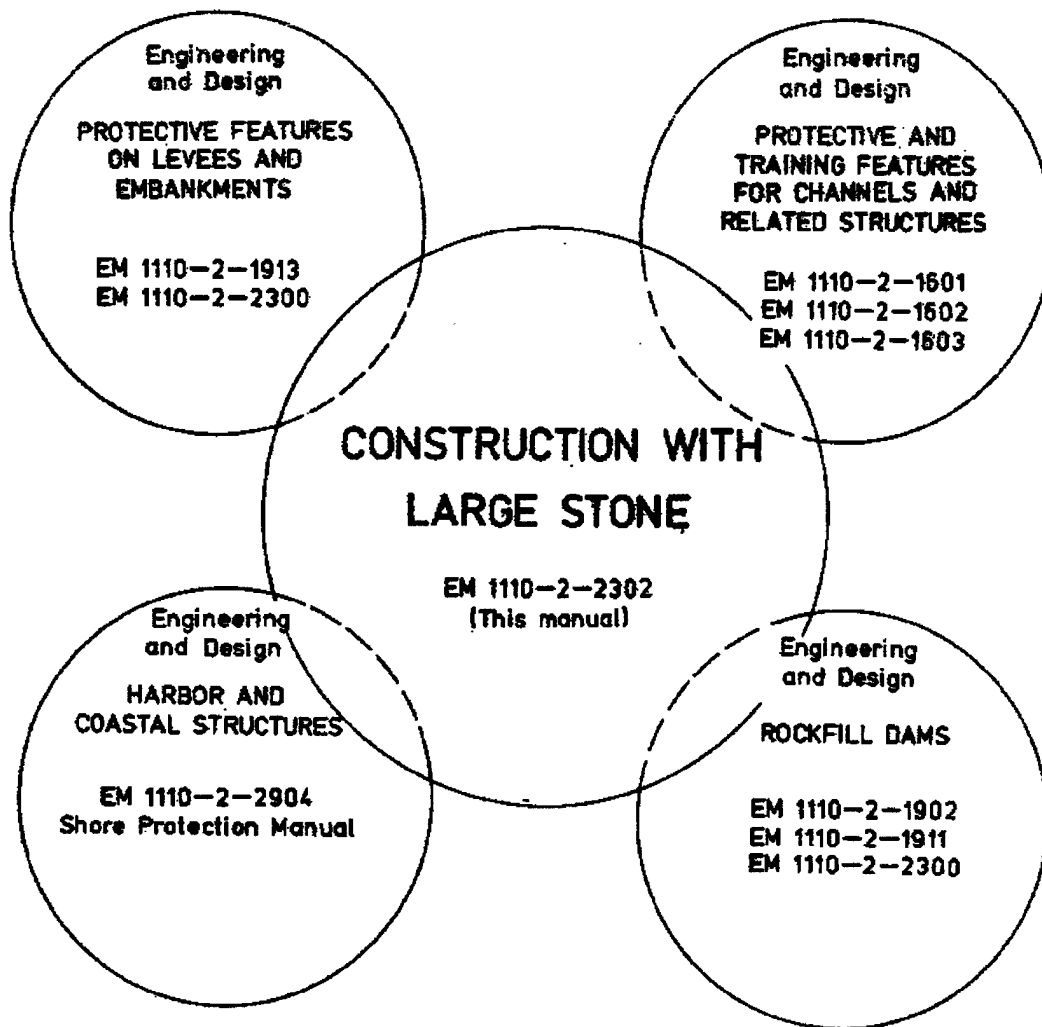 Engineering
and Design
PROTECTIVE FEATURES
ON LEVEES AND
EMBANKMENTS
EM 1110-2-1913
EM 1110-2-2300
Engineering
and Design
PROTECTIVE AND
TRAINING FEATURES
FOR CHANNELS AND
RELATED STRUCTURES
EM 1110-2-1601
EM 1110-2-1602
EM 1110-2-1603
CONSTRUCTION WITH
LARGE STONE
EM 1110-2-2302
(This manual)
Engineering
and Design
HARBOR AND
COASTAL STRUCTURES
EM 1110-2-2904
Shore Protection Manual
Engineering
and Design
ROCKFILL DAMS
EM 1110-2-1902
EM 1110-2-1911
EM 1110-2-2300